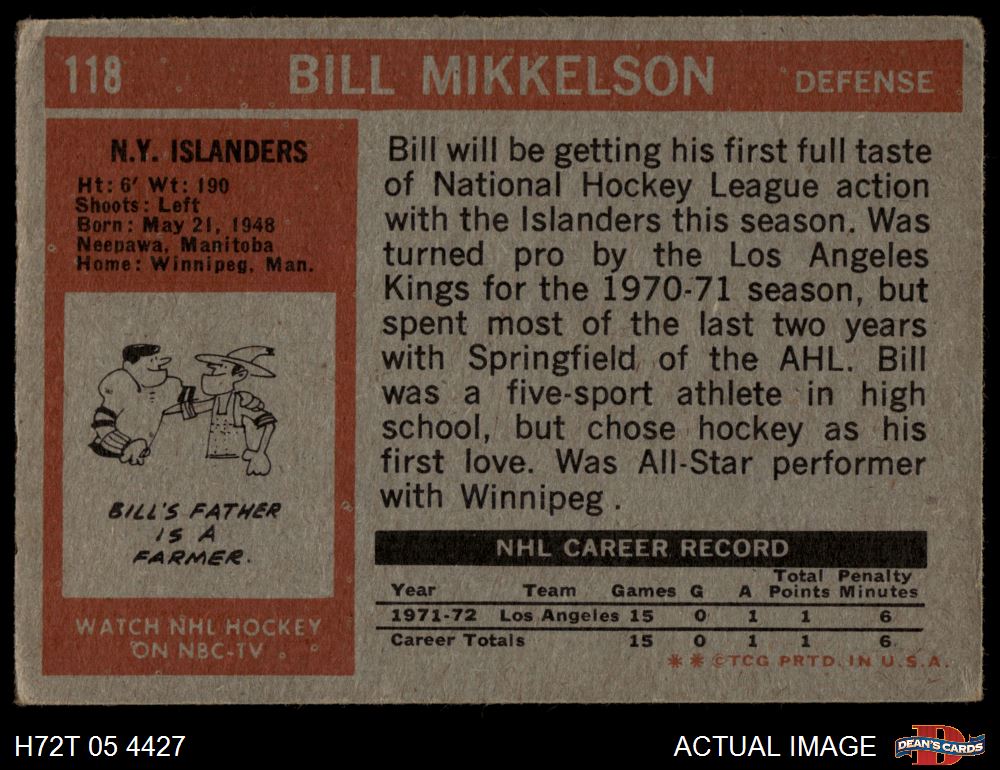 118 BILL MIKKELSON DEFENSE
N.Y. ISLANDERS
Ht: 6' Wt: 190
Shoots: Left
Born: May 21, 1948
Neepawa, Manitoba
Home: Winnipeg, Man.
BILL'S FATHER
IS A
FARMER.
WATCH NHL HOCKEY
ON NBC-TV
Bill will be getting his first full taste
of National Hockey League action
with the Islanders this season. Was
turned pro by the Los Angeles
Kings for the 1970-71 season, but
spent most of the last two years
with Springfield of the AHL. Bill
was a five-sport athlete in high
school, but chose hockey as his
first love. Was All-Star performer
with Winnipeg.
NHL CAREER RECORD
Year Team Games G A Total Points Penalty Minutes
1971-72 Los Angeles 15 0 1 1 6
Career Totals 15 0 1 1 6
* * ©TCG PRTD. IN U.S.A.
H72T 05 4427
ACTUAL IMAGE
D
DEAN'S CARDS